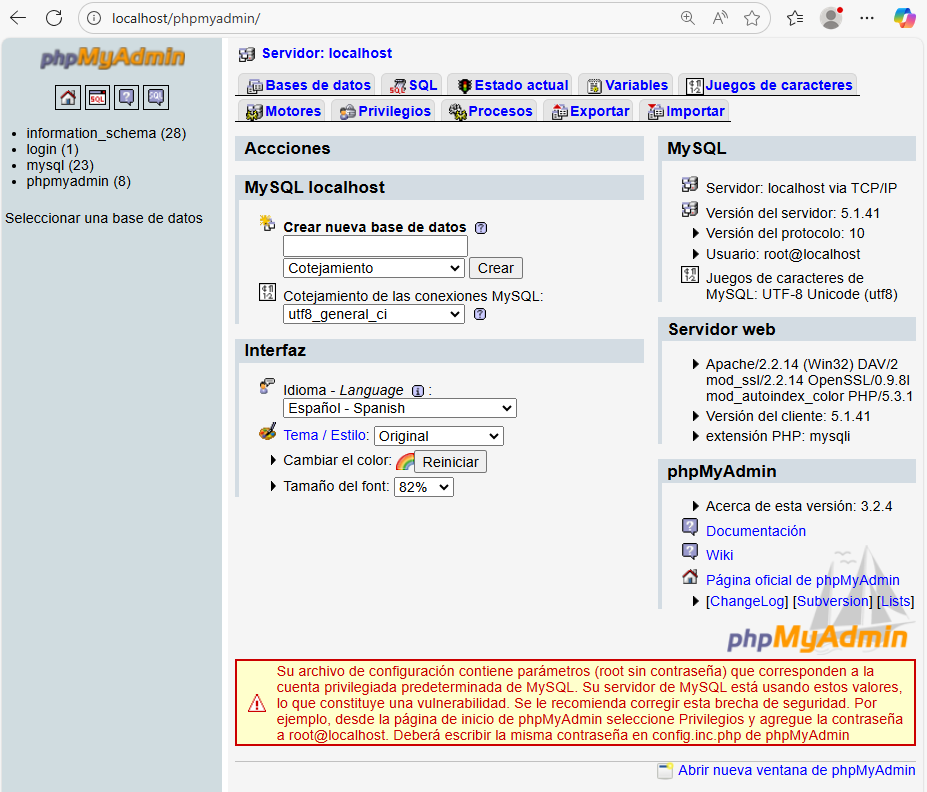 localhost/phpmyadmin/
phpMyAdmin
SQL
information_schema (28)
login (1)
mysql (23)
phpmyadmin (8)
Seleccionar una base de datos
Servidor: localhost
Bases de datos SQL Estado actual Variables Juegos de caracteres
Motores Privilegios Procesos Exportar Importar
Accciones
MySQL localhost
Crear nueva base de datos
Cotejamiento Crear
Cotejamiento de las conexiones MySQL:
utf8_general_ci
Interfaz
Idioma - Language :
Español - Spanish
Tema / Estilo: Original
Cambiar el color: Reiniciar
Tamaño del font: 82%
MySQL
Servidor: localhost via TCP/IP
Versión del servidor: 5.1.41
Versión del protocolo: 10
Usuario: root@localhost
Juegos de caracteres de
MySQL: UTF-8 Unicode (utf8)
Servidor web
Apache/2.2.14 (Win32) DAV/2
mod_ssl/2.2.14 OpenSSL/0.9.8l
mod_autoindex_color PHP/5.3.1
Versión del cliente: 5.1.41
extensión PHP: mysqli
phpMyAdmin
Acerca de esta versión: 3.2.4
Documentación
Wiki
Página oficial de phpMyAdmin
[ChangeLog] [Subversion] [Lists]
phpMyAdmin
Su archivo de configuración contiene parámetros (root sin contraseña) que corresponden a la
cuenta privilegiada predeterminada de MySQL. Su servidor de MySQL está usando estos valores,
lo que constituye una vulnerabilidad. Se le recomienda corregir esta brecha de seguridad. Por
ejemplo, desde la página de inicio de phpMyAdmin seleccione Privilegios y agregue la contraseña
a root@localhost. Deberá escribir la misma contraseña en config.inc.php de phpMyAdmin
Abrir nueva ventana de phpMyAdmin